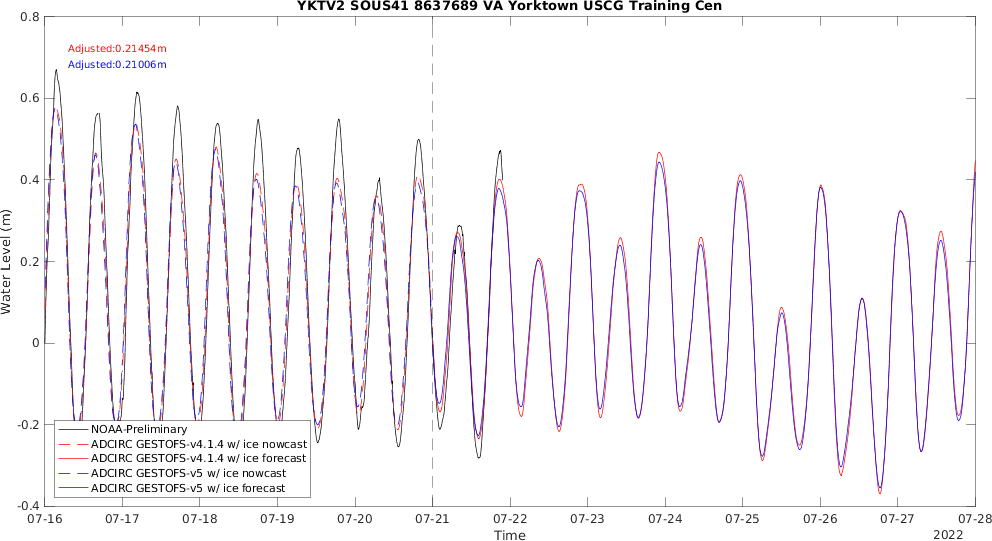 YKTV2 SOUS41 8637689 VA Yorktown USCG Training Cen
Adjusted:0.21454m
Adjusted:0.21006m
Water Level (m)
0.8
0.6
0.4
0.2
0
-0.2
-0.4
NOAA-Preliminary
ADCIRC GESTOFS-v4.1.4 w/ ice nowcast
ADCIRC GESTOFS-v4.1.4 w/ ice forecast
ADCIRC GESTOFS-v5 w/ ice nowcast
ADCIRC GESTOFS-v5 w/ ice forecast
07-16 07-17 07-18 07-19 07-20 07-21 07-22 07-23 07-24 07-25 07-26 07-27 07-28
Time
2022